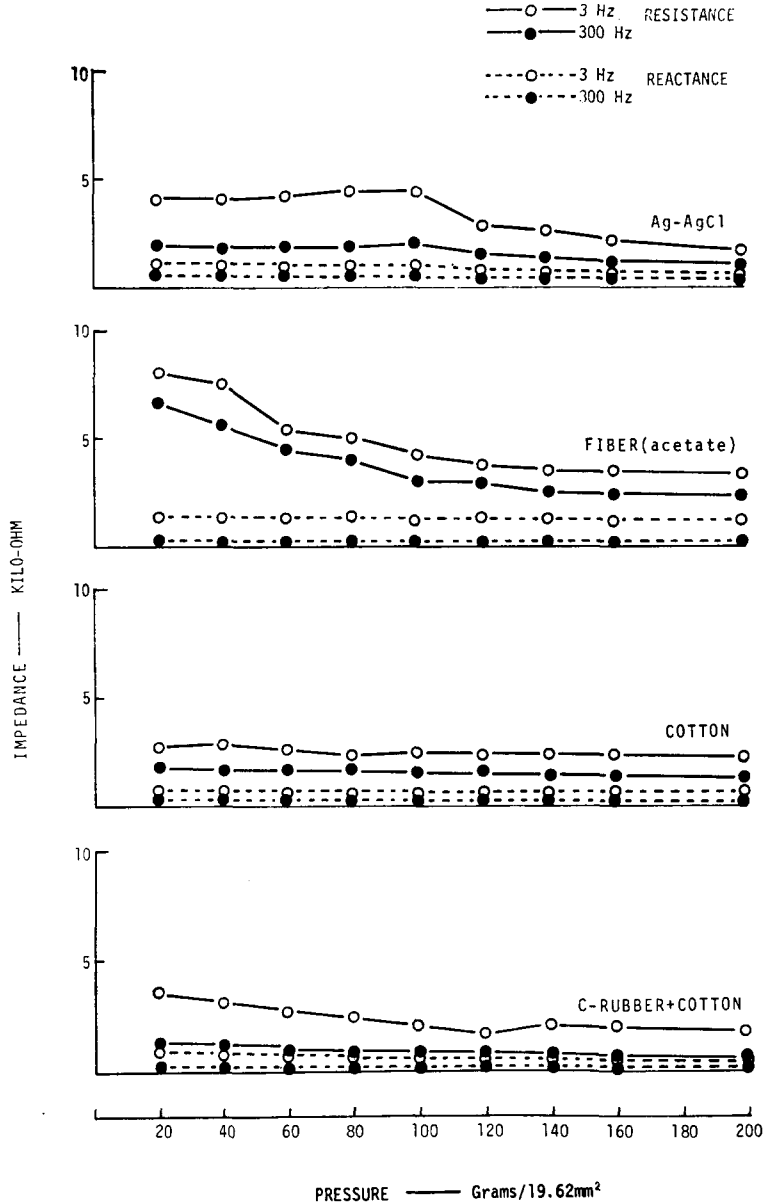 3 Hz RESISTANCE
300 Hz
3 Hz REACTANCE
300 Hz
10
5
Ag-AgCl
10
5
FIBER(acetate)
10
5
COTTON
10
5
C-RUBBER+COTTON
IMPEDANCE —— KILO-OHM
20 40 60 80 100 120 140 160 180 200
PRESSURE —— Grams/19.62mm²